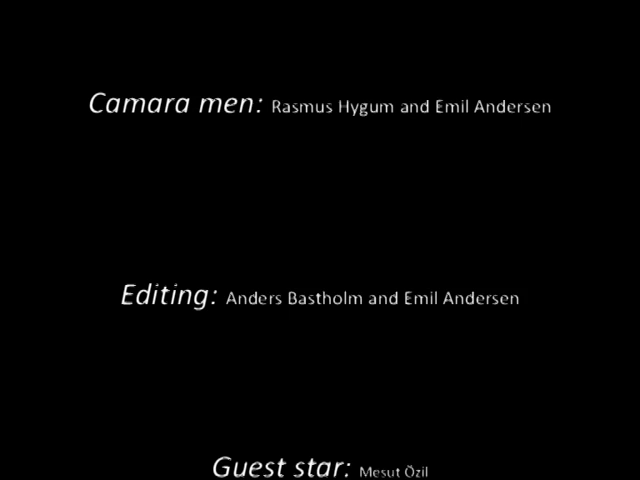 Camara men: Rasmus Hygum and Emil Andersen
Editing: Anders Bastholm and Emil Andersen
Guest star: Mesut Özil